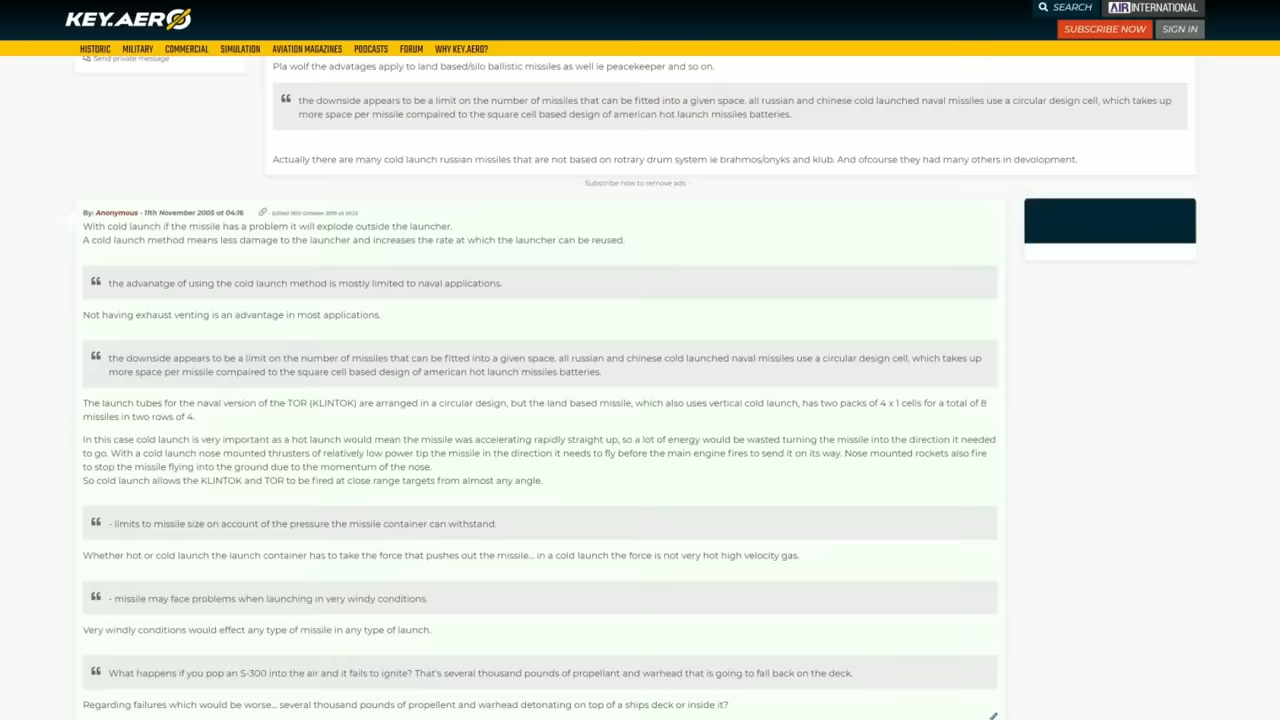 KEY.AERO
SEARCH
AIR INTERNATIONAL
SUBSCRIBE NOW
SIGN IN
HISTORIC MILITARY COMMERCIAL SIMULATION AVIATION MAGAZINES PODCASTS FORUM WHY KEY.AERO?
Send private message
Pla wolf the advatages apply to land based/silo ballistic missiles as well ie peacekeeper and so on.
the downside appears to be a limit on the number of missiles that can be fitted into a given space. all russian and chinese cold launched naval missiles use a circular design cell, which takes up
more space per missile compaired to the square cell based design of american hot launch missiles batteries.
Actually there are many cold launch russian missiles that are not based on rotrary drum system ie brahmos/onyks and klub. And ofcourse they had many others in devolopment.
- Subscribe now to remove ads -
By: Anonymous - 11th November 2005 at 04:16
With cold launch if the missile has a problem it will explode outside the launcher.
A cold launch method means less damage to the launcher and increases the rate at which the launcher can be reused.
the advanatge of using the cold launch method is mostly limited to naval applications.
Not having exhaust venting is an advantage in most applications.
the downside appears to be a limit on the number of missiles that can be fitted into a given space. all russian and chinese cold launched naval missiles use a circular design cell, which takes up
more space per missile compaired to the square cell based design of american hot launch missiles batteries.
The launch tubes for the naval version of the TOR (KLINTOK) are arranged in a circular design, but the land based missile, which also uses vertical cold launch, has two packs of 4 x 1 cells for a total of 8
missiles in two rows of 4.
In this case cold launch is very important as a hot launch would mean the missile was accelerating rapidly straight up, so a lot of energy would be wasted turning the missile into the direction it needed
to go. With a cold launch nose mounted thrusters of relatively low power tip the missile in the direction it needs to fly before the main engine fires to send it on its way. Nose mounted rockets also fire
to stop the missile flying into the ground due to the momentum of the nose.
So cold launch allows the KLINTOK and TOR to be fired at close range targets from almost any angle.
- limits to missile size on account of the pressure the missile container can withstand.
Whether hot or cold launch the launch container has to take the force that pushes out the missile... in a cold launch the force is not very hot high velocity gas.
- missile may face problems when launching in very windy conditions.
Very windly conditions would effect any type of missile in any type of launch.
What happens if you pop an S-300 into the air and it fails to ignite? That's several thousand pounds of propellant and warhead that is going to fall back on the deck.
Regarding failures which would be worse... several thousand pounds of propellent and warhead detonating on top of a ships deck or inside it?